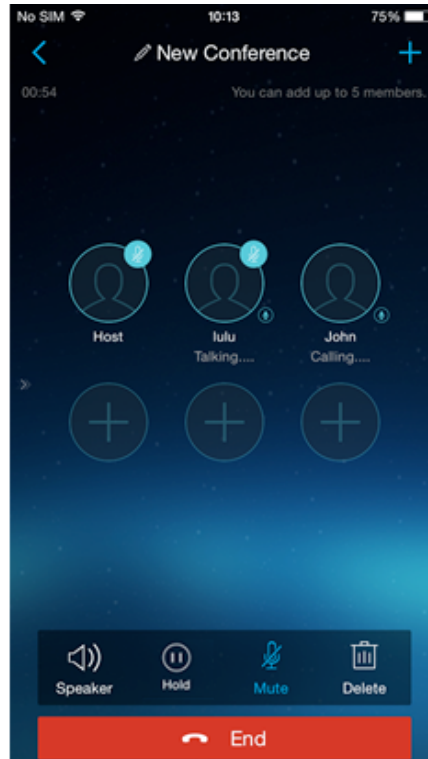 No SIM 10:13 75%
New Conference
00:54 You can add up to 5 members.
Host lulu John
Talking.... Calling....
Speaker Hold Mute Delete
End